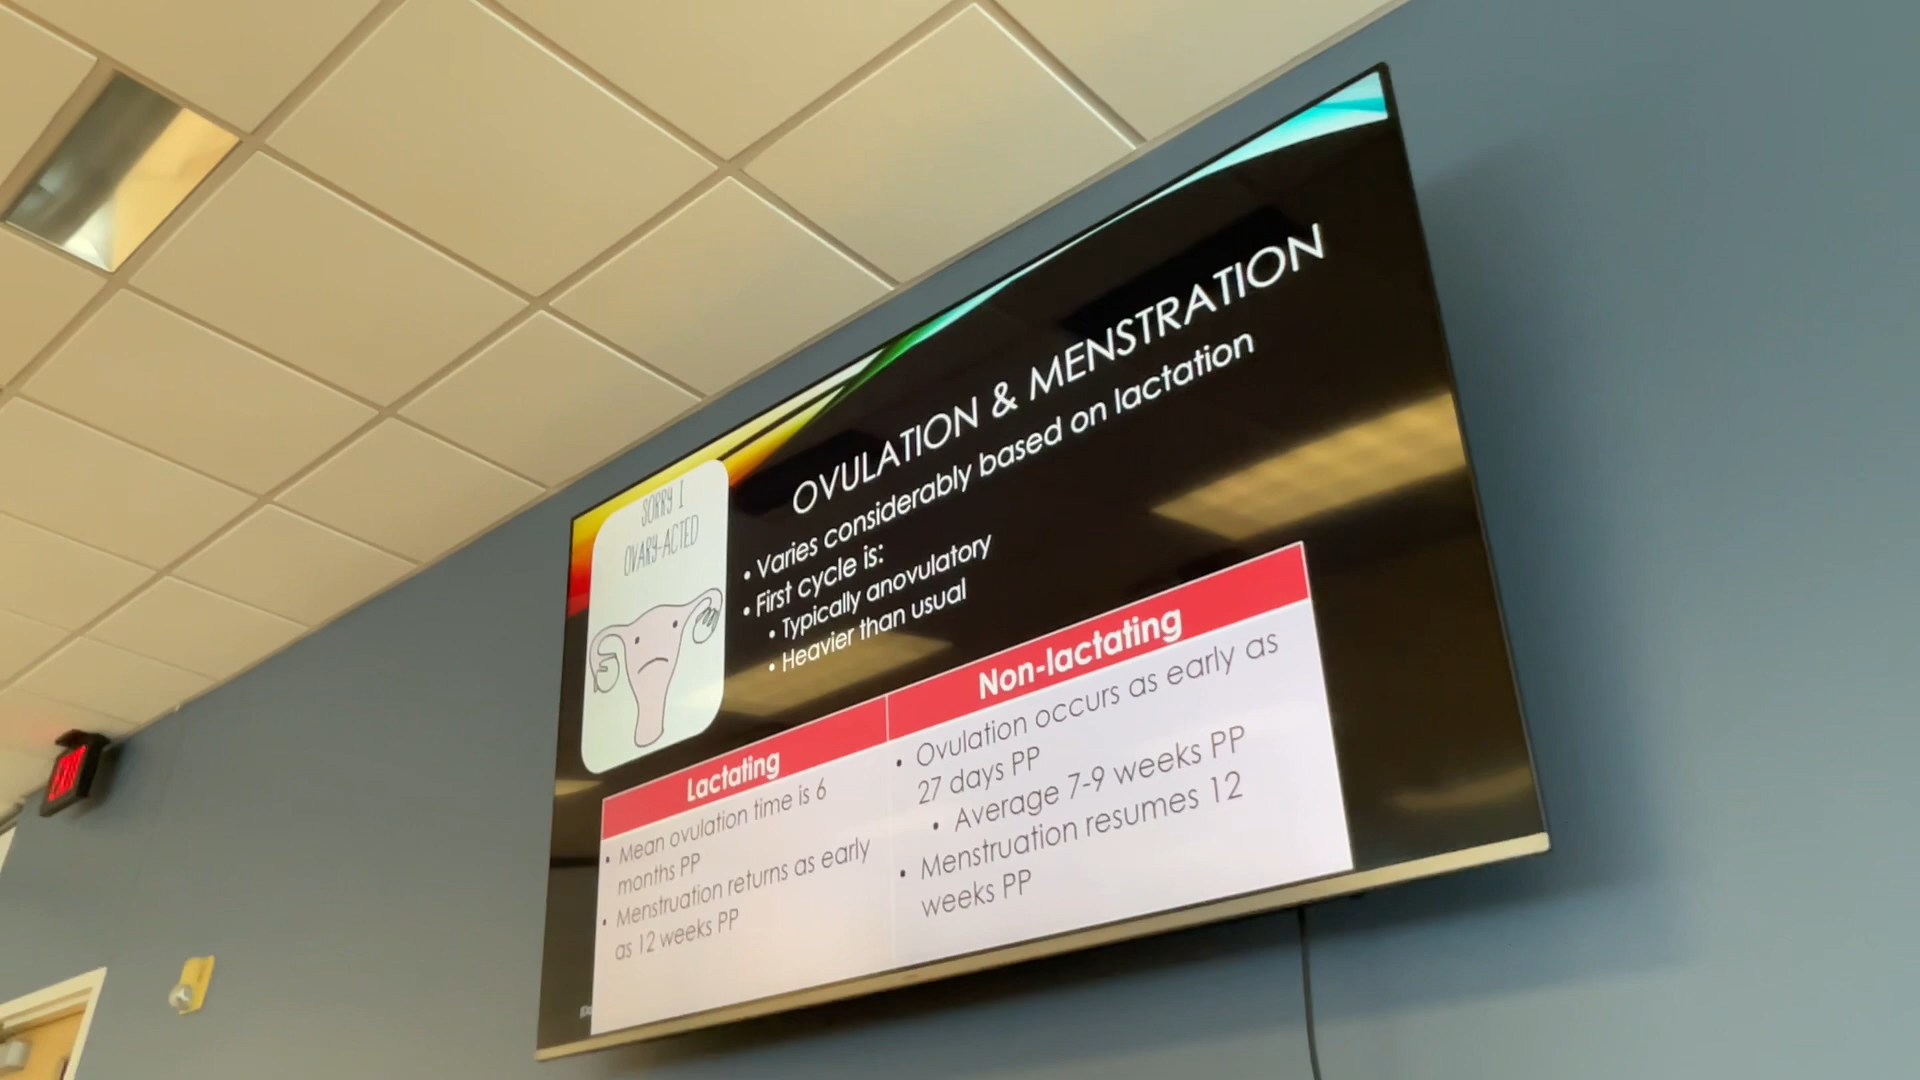 OVULATION & MENSTRATION
SORRY I
OVARY-ACTED
• Varies considerably based on lactation
• First cycle is:
• Typically anovulatory
• Heavier than usual
Lactating
• Mean ovulation time is 6
months PP
• Menstruation returns as early
as 12 weeks PP
Non-lactating
• Ovulation occurs as early as
27 days PP
• Average 7-9 weeks PP
• Menstruation resumes 12
weeks PP